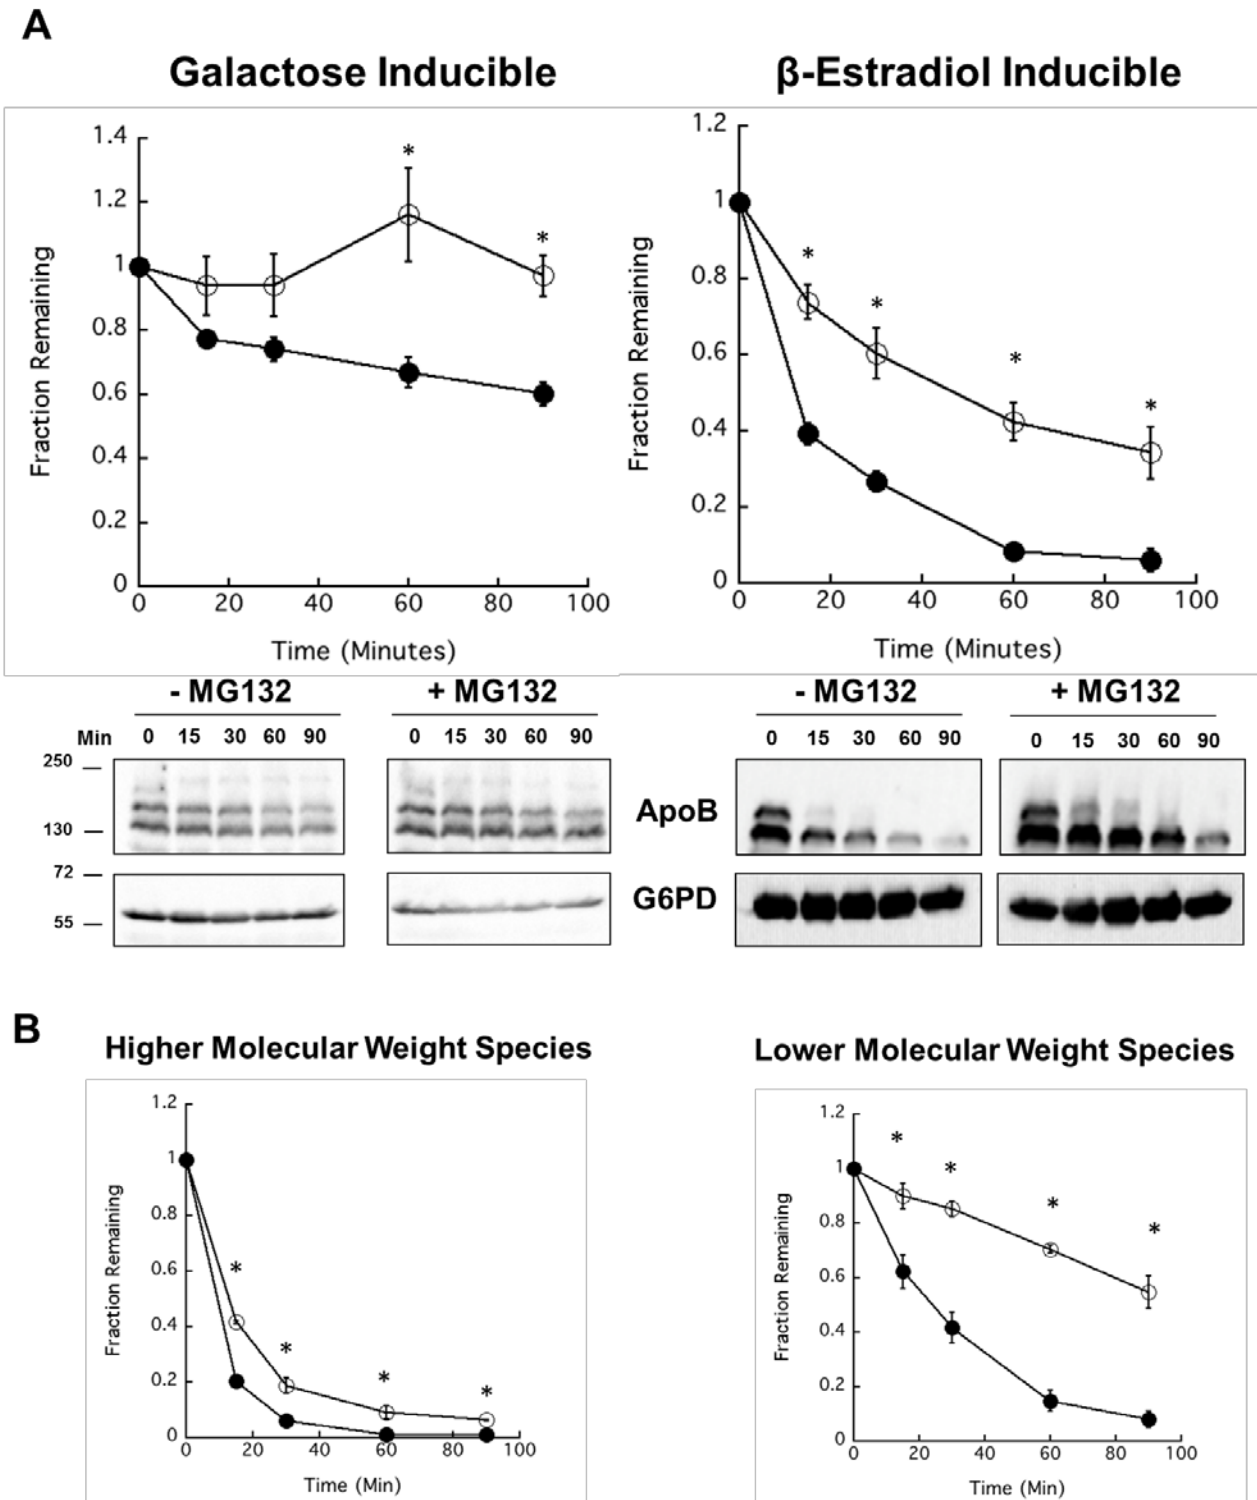 A
Galactose Inducible
β-Estradiol Inducible
1.4
1.2
1
0.8
0.6
0.4
0.2
0
Fraction Remaining
*
*
0 20 40 60 80 100
Time (Minutes)
1.2
1
0.8
0.6
0.4
0.2
0
Fraction Remaining
*
*
*
*
0 20 40 60 80 100
Time (Minutes)
- MG132
+ MG132
- MG132
+ MG132
Min 0 15 30 60 90
0 15 30 60 90
0 15 30 60 90
0 15 30 60 90
250
130
ApoB
72
55
G6PD
B
Higher Molecular Weight Species
Lower Molecular Weight Species
1.2
1
0.8
0.6
0.4
0.2
0
Fraction Remaining
*
*
*
*
0 20 40 60 80 100
Time (Min)
1.2
1
0.8
0.6
0.4
0.2
0
Fraction Remaining
*
*
*
*
0 20 40 60 80 100
Time (Min)